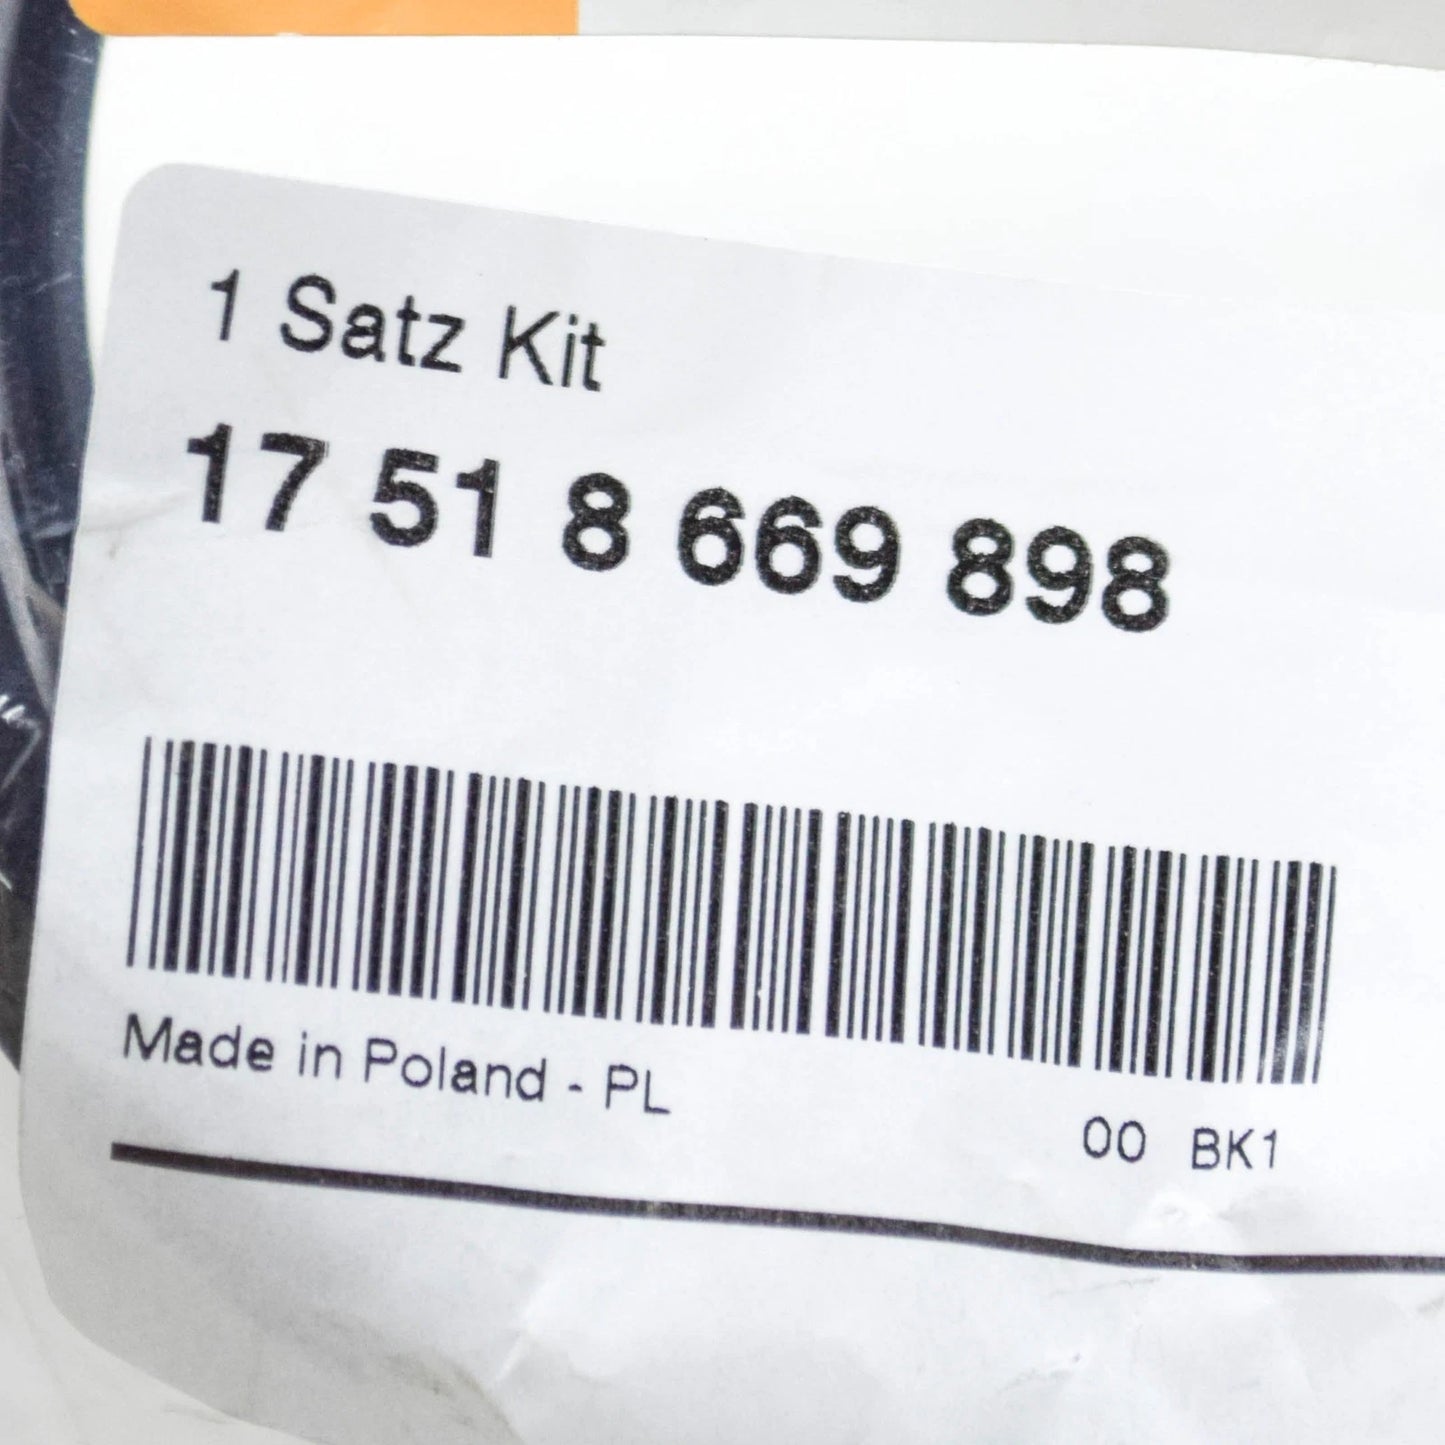 1 Satz Kit
17 51 8 669 898
Made in Poland - PL
00 BK1